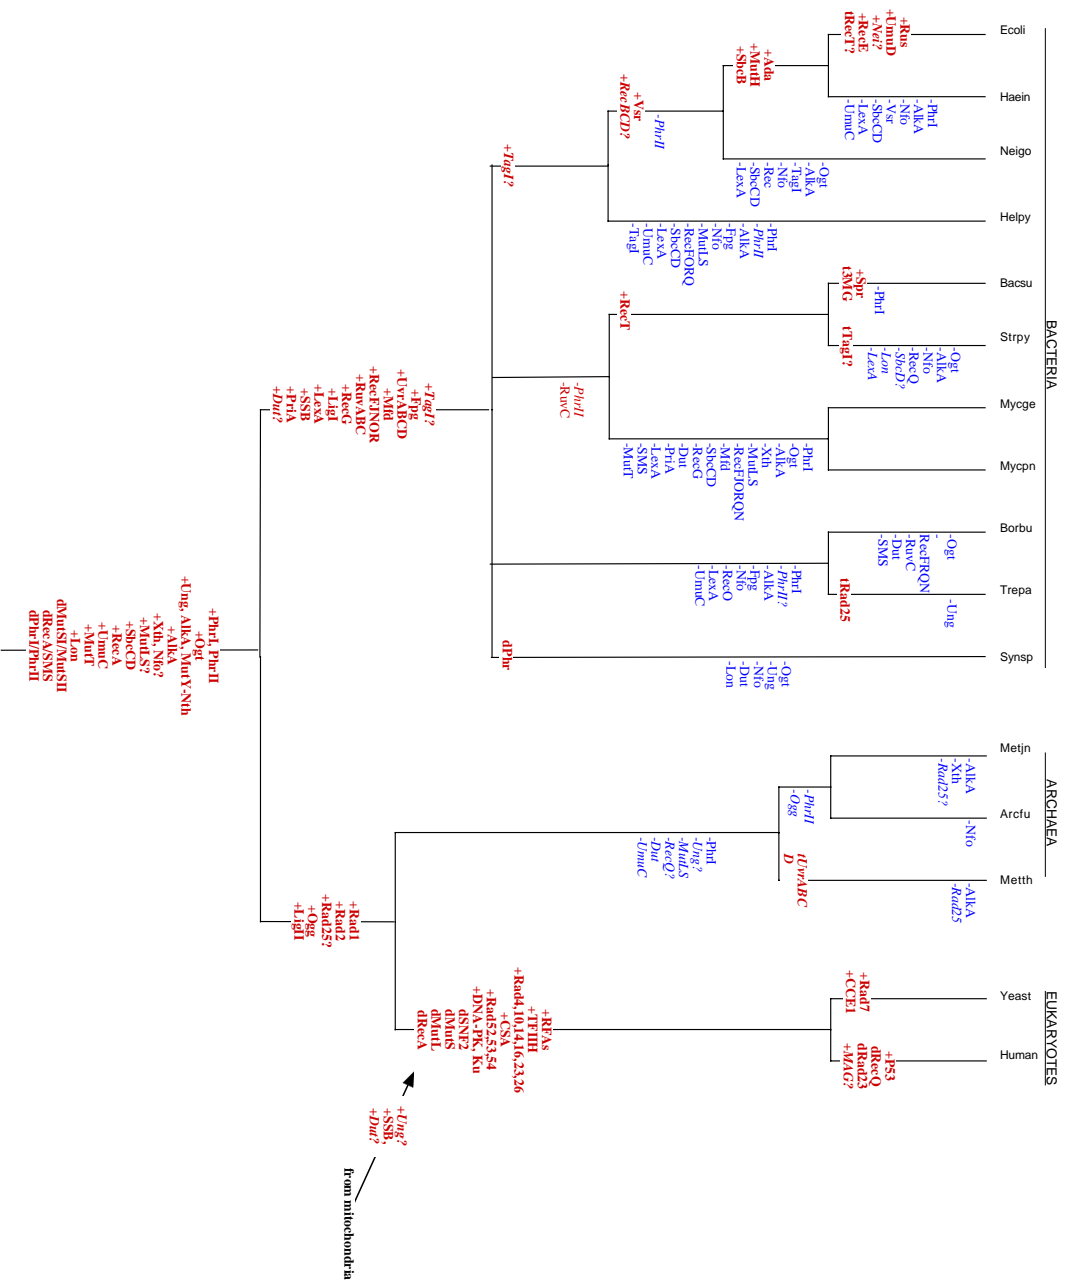 BACTERIA
ARCHAEA
EUKARYOTES
Ecoli
Haein
Neigo
Helpy
Bacsu
Strpy
Mycge
Mycpn
Borbu
Trepa
Synsp
Metjn
Arcfu
Metth
Yeast
Human
+Rus
+UmuD
+Nei?
+RecE
tRecT?
-PhrI
-AlkA
-Nfo
-Vsr
-SbcCD
-LexA
-UmuC
+Ada
+MutH
+SbcB
-Ogt
-AlkA
-TagI
-Nfo
-Rec
-SbcCD
-LexA
-PhrII
+Vsr
+RecBCD?
-PhrI
-PhrII
-AlkA
-Fpg
-Nfo
-MutLS
-RecFORQ
-SbcCD
-LexA
-UmuC
-TagI
+TagI?
-PhrI
+Spr
t3MG
tTagI?
-Ogt
-AlkA
-Nfo
-RecQ
-SbcD?
-Lon
-LexA
+RecT
-PhrII
-RuvC
-PhrI
-Ogt
-AlkA
-Xth
-MutLS
-RecFJORQN
-Mfd
-SbcCD
-RecG
-Dut
-PriA
-LexA
-SMS
-MutT
-Ogt
-
RecFRQN
-RuvC
-Dut
-SMS
-Ung
tRad25
-PhrI
-PhrII?
-AlkA
-Fpg
-Nfo
-RecO
-LexA
-UmuC
dPhr
-Ogt
-Ung
-Nfo
-Dut
-Lon
+TagI?
+Fpg
+UvrABCD
+Mfd
+RecFJNOR
+RuvABC
+RecG
+LigI
+LexA
+SSB
+PriA
+Dut?
+PhrI, PhrII
+Ogt
+Ung, AlkA, MutY-Nth
+AlkA
+Xth, Nfo?
+MutLS?
+SbcCD
+RecA
+UmuC
+MutT
+Lon
dMutSI/MutSII
dRecA/SMS
dPhrI/PhrII
-AlkA
-Xth
-Rad25?
-Nfo
-AlkA
-Rad25
-PhrII
-Ogg
tUvrABC
D
-PhrI
-Ung?
-MutLS
-RecQ?
-Dut
-UmuC
+Rad1
+Rad2
+Rad25?
+Ogg
+LigII
+Rad7
+CCE1
+P53
dRecQ
dRad23
+MAG?
+RFAs
+TFIIH
+Rad4,10,14,16,23,26
+CSA
+Rad52,53,54
+DNA-PK, Ku
dSNF2
dMutS
dMutL
dRecA
+Ung?
+SSB,
+Dut?
from mitochondria